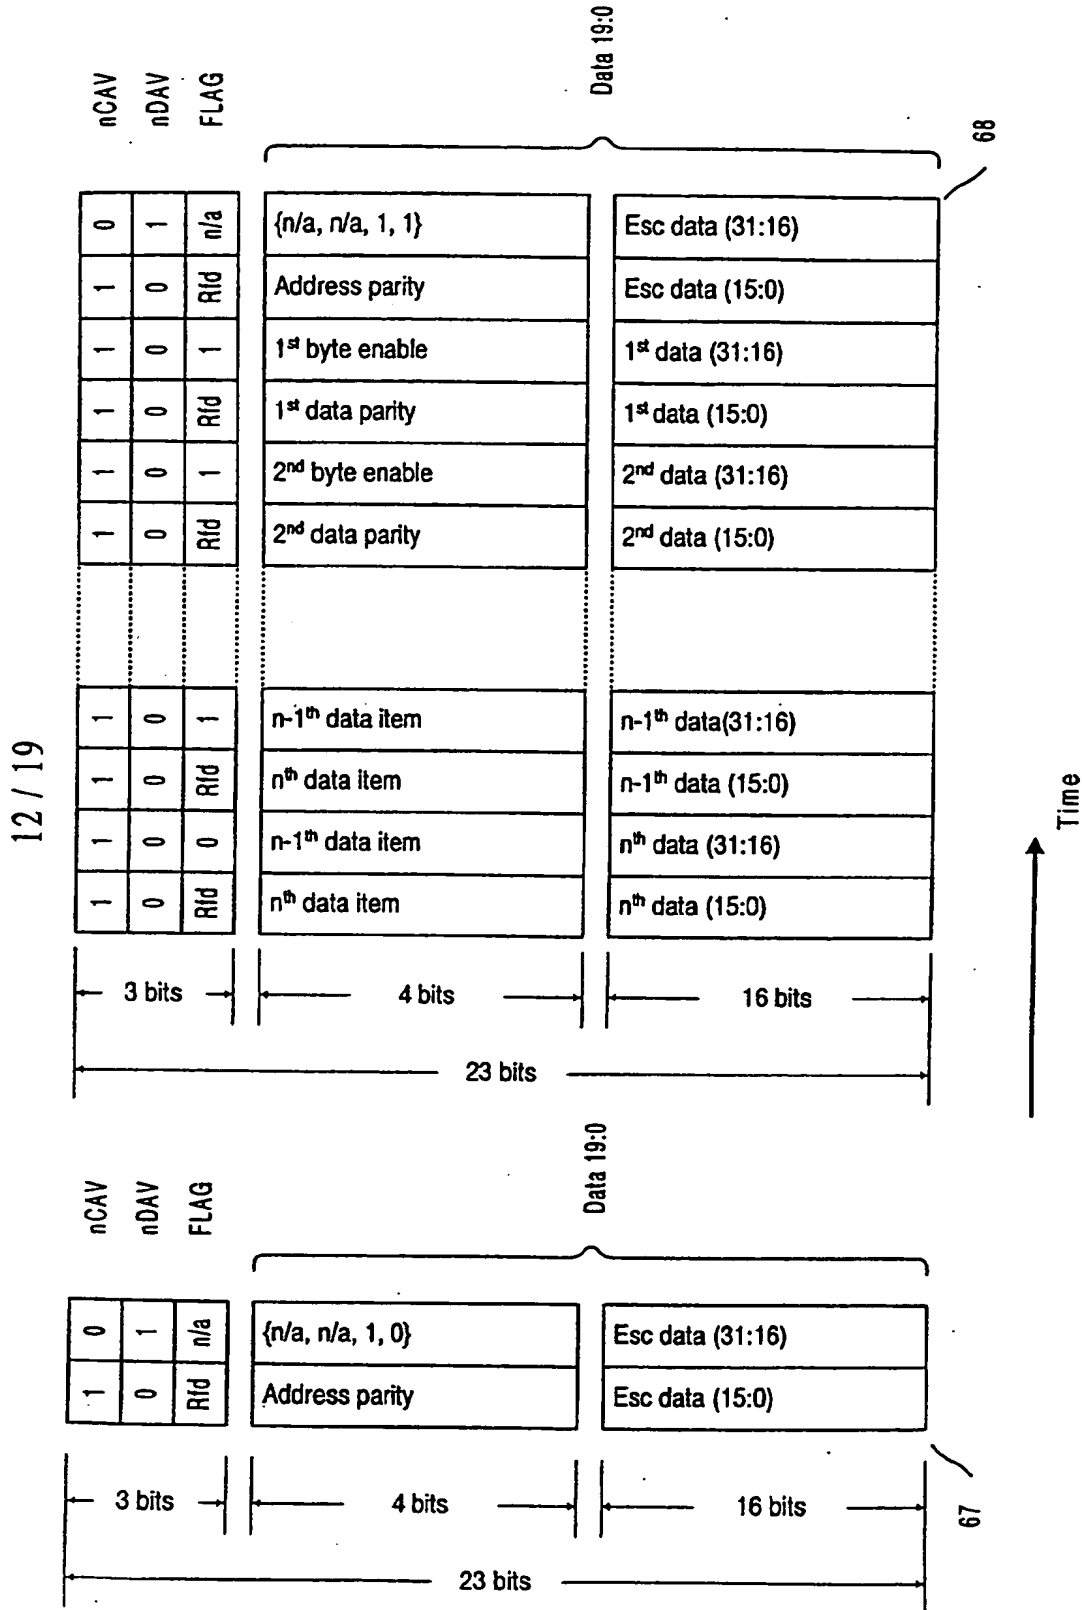 12 / 19
nCAV
nDAV
FLAG
Data 19:0
0 1 n/a {n/a, n/a, 1, 1} Esc data (31:16)
1 0 Rfd Address parity Esc data (15:0)
1 0 1 1st byte enable 1st data (31:16)
1 0 Rfd 1st data parity 1st data (15:0)
1 0 1 2nd byte enable 2nd data (31:16)
1 0 Rfd 2nd data parity 2nd data (15:0)
1 0 1 n-1th data item n-1th data(31:16)
1 0 Rfd nth data item n-1th data (15:0)
1 0 0 n-1th data item nth data (31:16)
1 0 Rfd nth data item nth data (15:0)
3 bits 4 bits 16 bits
23 bits
68
Time
nCAV
nDAV
FLAG
Data 19:0
0 1 n/a {n/a, n/a, 1, 0} Esc data (31:16)
1 0 Rfd Address parity Esc data (15:0)
3 bits 4 bits 16 bits
23 bits
67